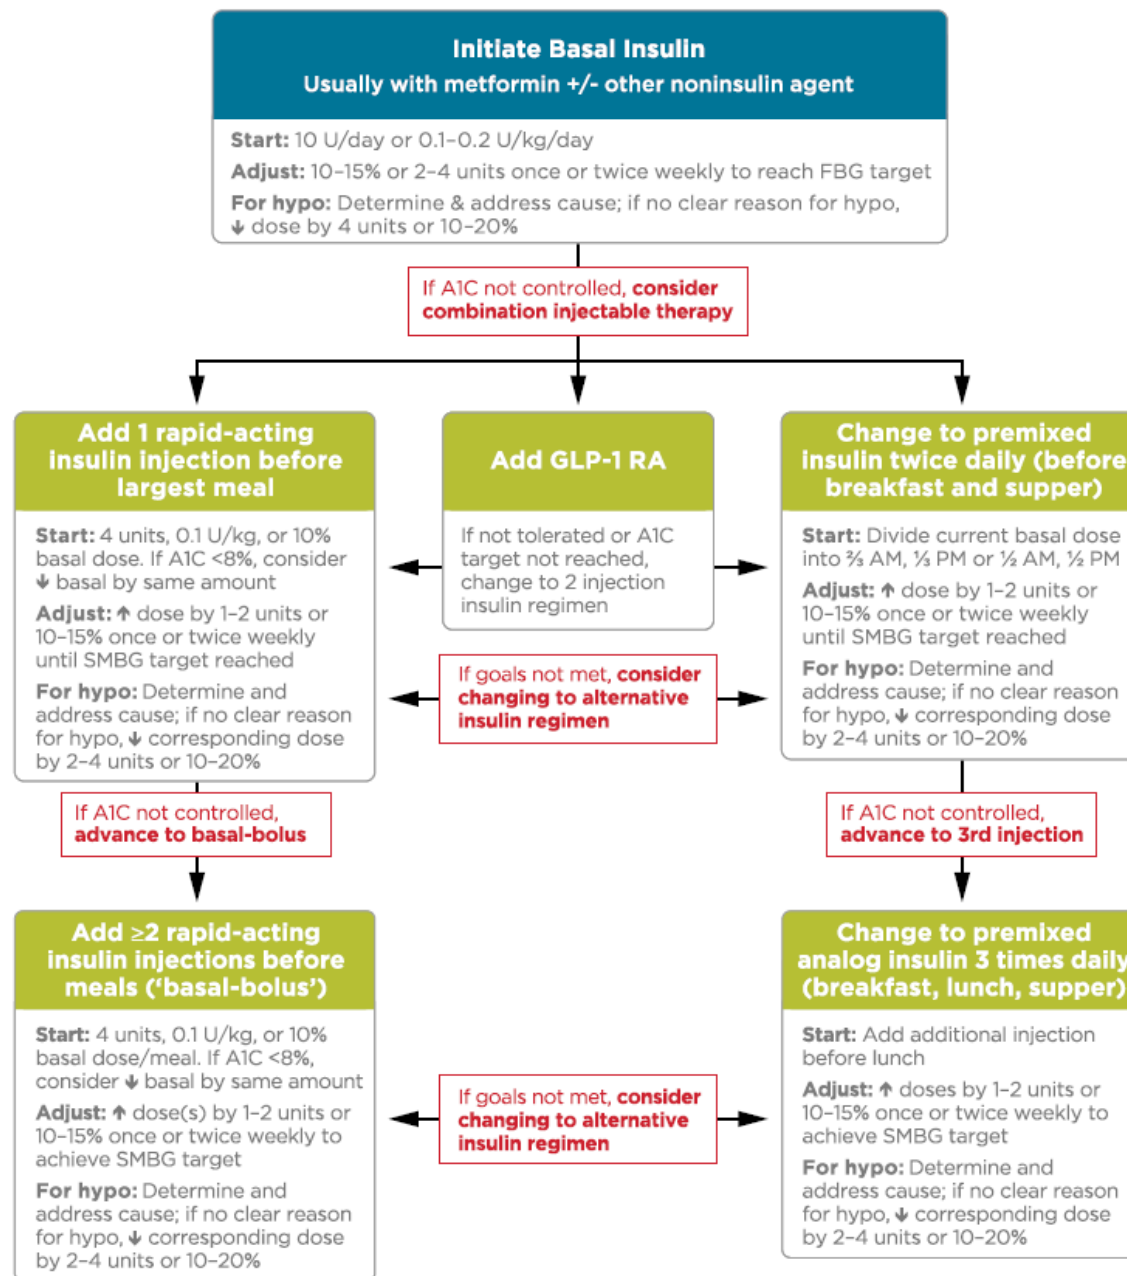 Initiate Basal Insulin
Usually with metformin +/- other noninsulin agent
Start: 10 U/day or 0.1–0.2 U/kg/day
Adjust: 10–15% or 2–4 units once or twice weekly to reach FBG target
For hypo: Determine & address cause; if no clear reason for hypo,
↓ dose by 4 units or 10–20%
If A1C not controlled, consider
combination injectable therapy
Add 1 rapid-acting
insulin injection before
largest meal
Start: 4 units, 0.1 U/kg, or 10%
basal dose. If A1C <8%, consider
↓ basal by same amount
Adjust: ↑ dose by 1–2 units or
10–15% once or twice weekly
until SMBG target reached
For hypo: Determine and
address cause; if no clear reason
for hypo, ↓ corresponding dose
by 2–4 units or 10–20%
Add GLP-1 RA
If not tolerated or A1C
target not reached,
change to 2 injection
insulin regimen
Change to premixed
insulin twice daily (before
breakfast and supper)
Start: Divide current basal dose
into ⅔ AM, ⅓ PM or ½ AM, ½ PM
Adjust: ↑ dose by 1–2 units or
10–15% once or twice weekly
until SMBG target reached
For hypo: Determine and
address cause; if no clear reason
for hypo, ↓ corresponding dose
by 2–4 units or 10–20%
If goals not met, consider
changing to alternative
insulin regimen
If A1C not controlled,
advance to basal-bolus
If A1C not controlled,
advance to 3rd injection
Add ≥2 rapid-acting
insulin injections before
meals (‘basal-bolus’)
Start: 4 units, 0.1 U/kg, or 10%
basal dose/meal. If A1C <8%,
consider ↓ basal by same amount
Adjust: ↑ dose(s) by 1–2 units or
10–15% once or twice weekly to
achieve SMBG target
For hypo: Determine and
address cause; if no clear reason
for hypo, ↓ corresponding dose
by 2–4 units or 10–20%
If goals not met, consider
changing to alternative
insulin regimen
Change to premixed
analog insulin 3 times daily
(breakfast, lunch, supper)
Start: Add additional injection
before lunch
Adjust: ↑ doses by 1–2 units or
10–15% once or twice weekly to
achieve SMBG target
For hypo: Determine and
address cause; if no clear reason
for hypo, ↓ corresponding dose
by 2–4 units or 10–20%